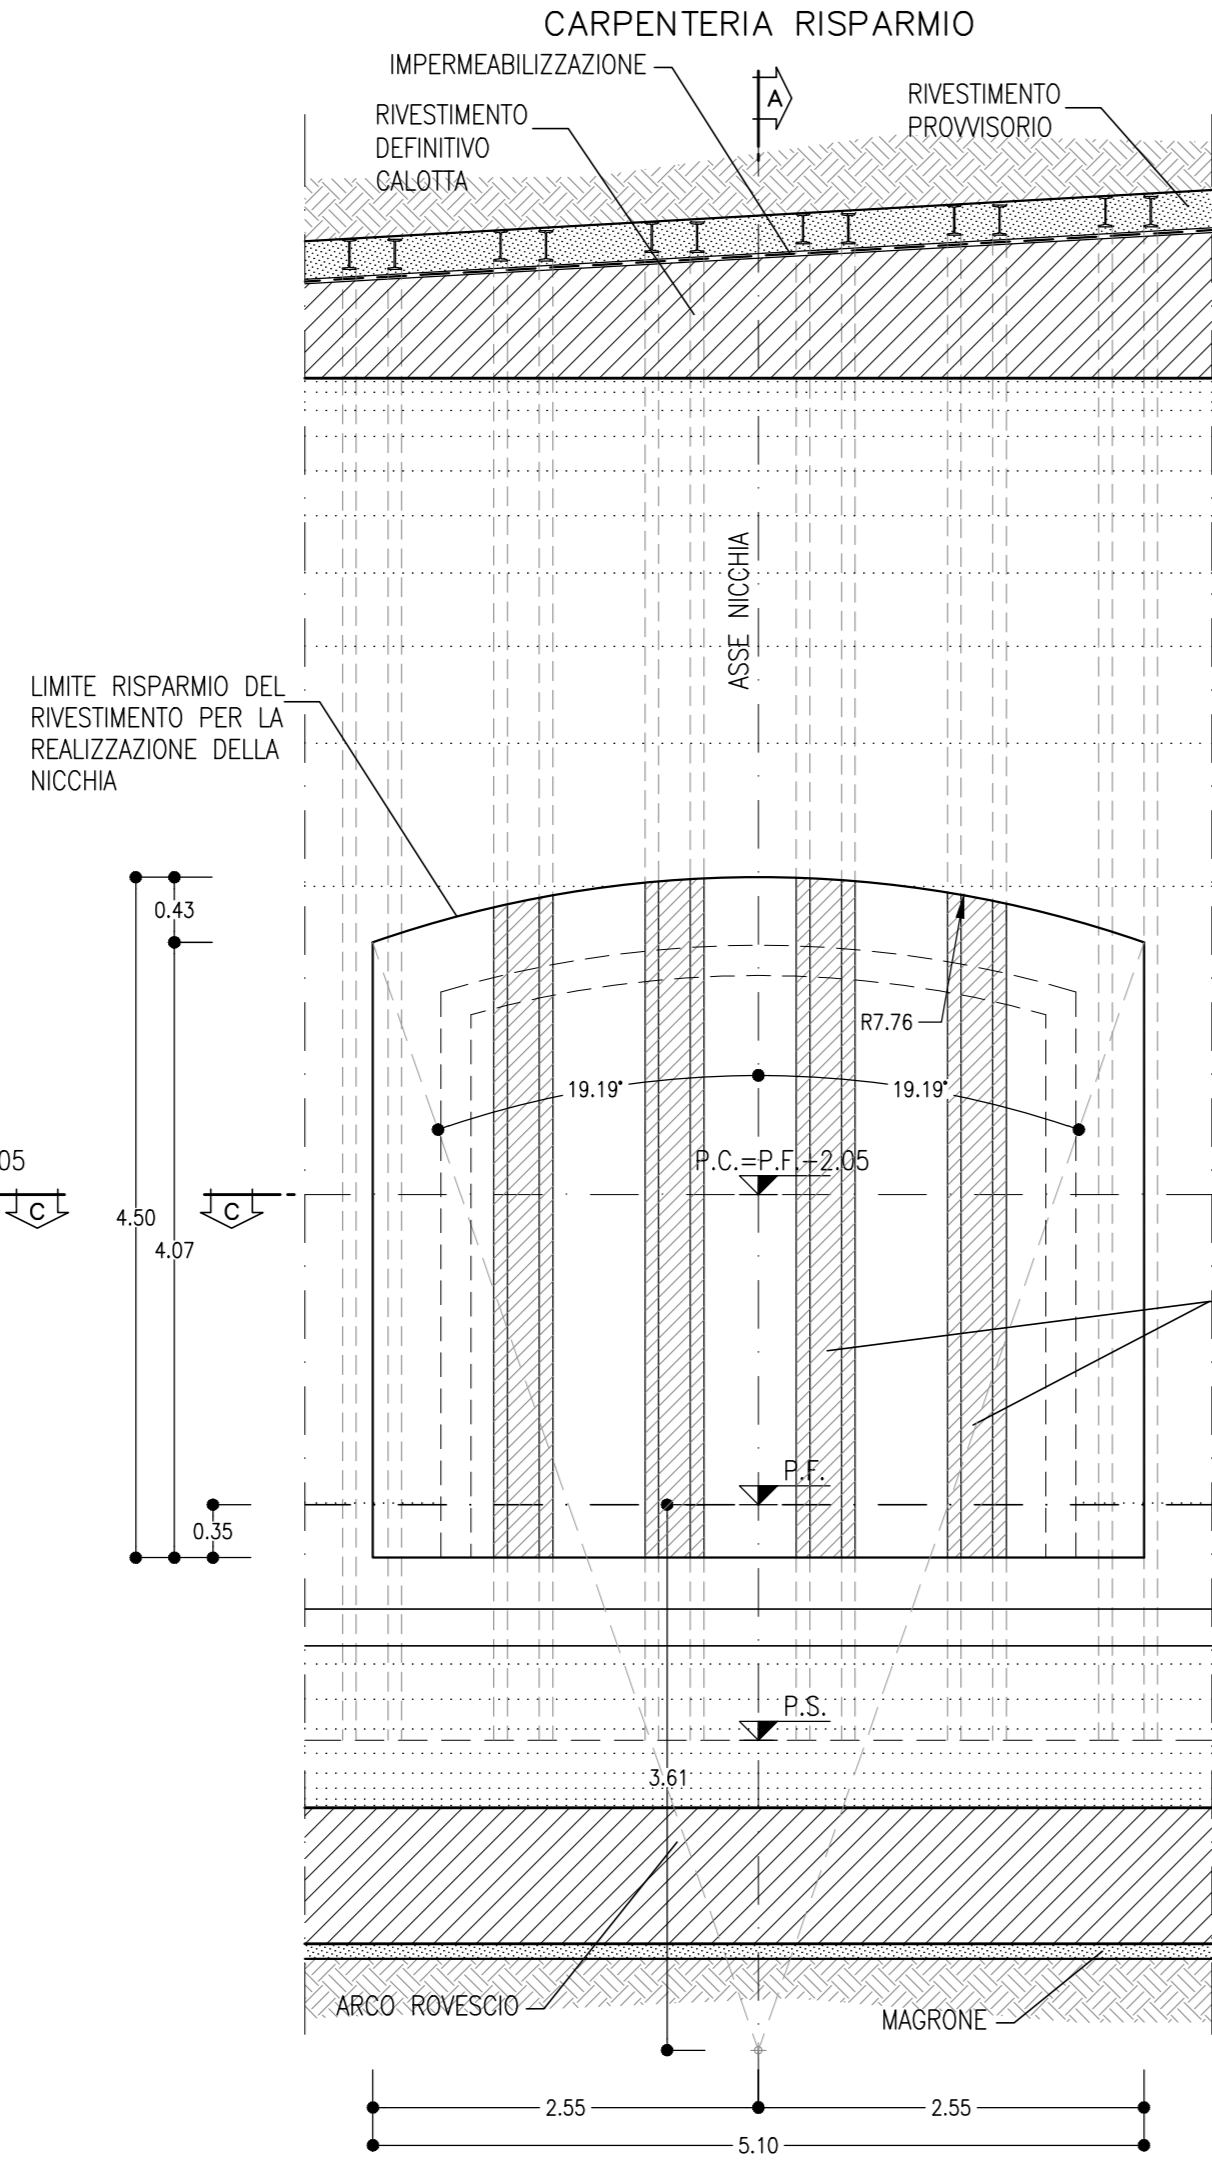 CARPENTERIA RISPARMIO
IMPERMEABILIZZAZIONE
A
RIVESTIMENTO
DEFINITIVO
CALOTTA
RIVESTIMENTO
PROVVISORIO
ASSE NICCHIA
LIMITE RISPARMIO DEL
RIVESTIMENTO PER LA
REALIZZAZIONE DELLA
NICCHIA
0.43
R7.76
19.19°
19.19°
P.C.=P.F.+2.05
05
C
C
4.50
4.07
P.F.
0.35
P.S.
3.61
ARCO ROVESCIO
MAGRONE
2.55
2.55
5.10